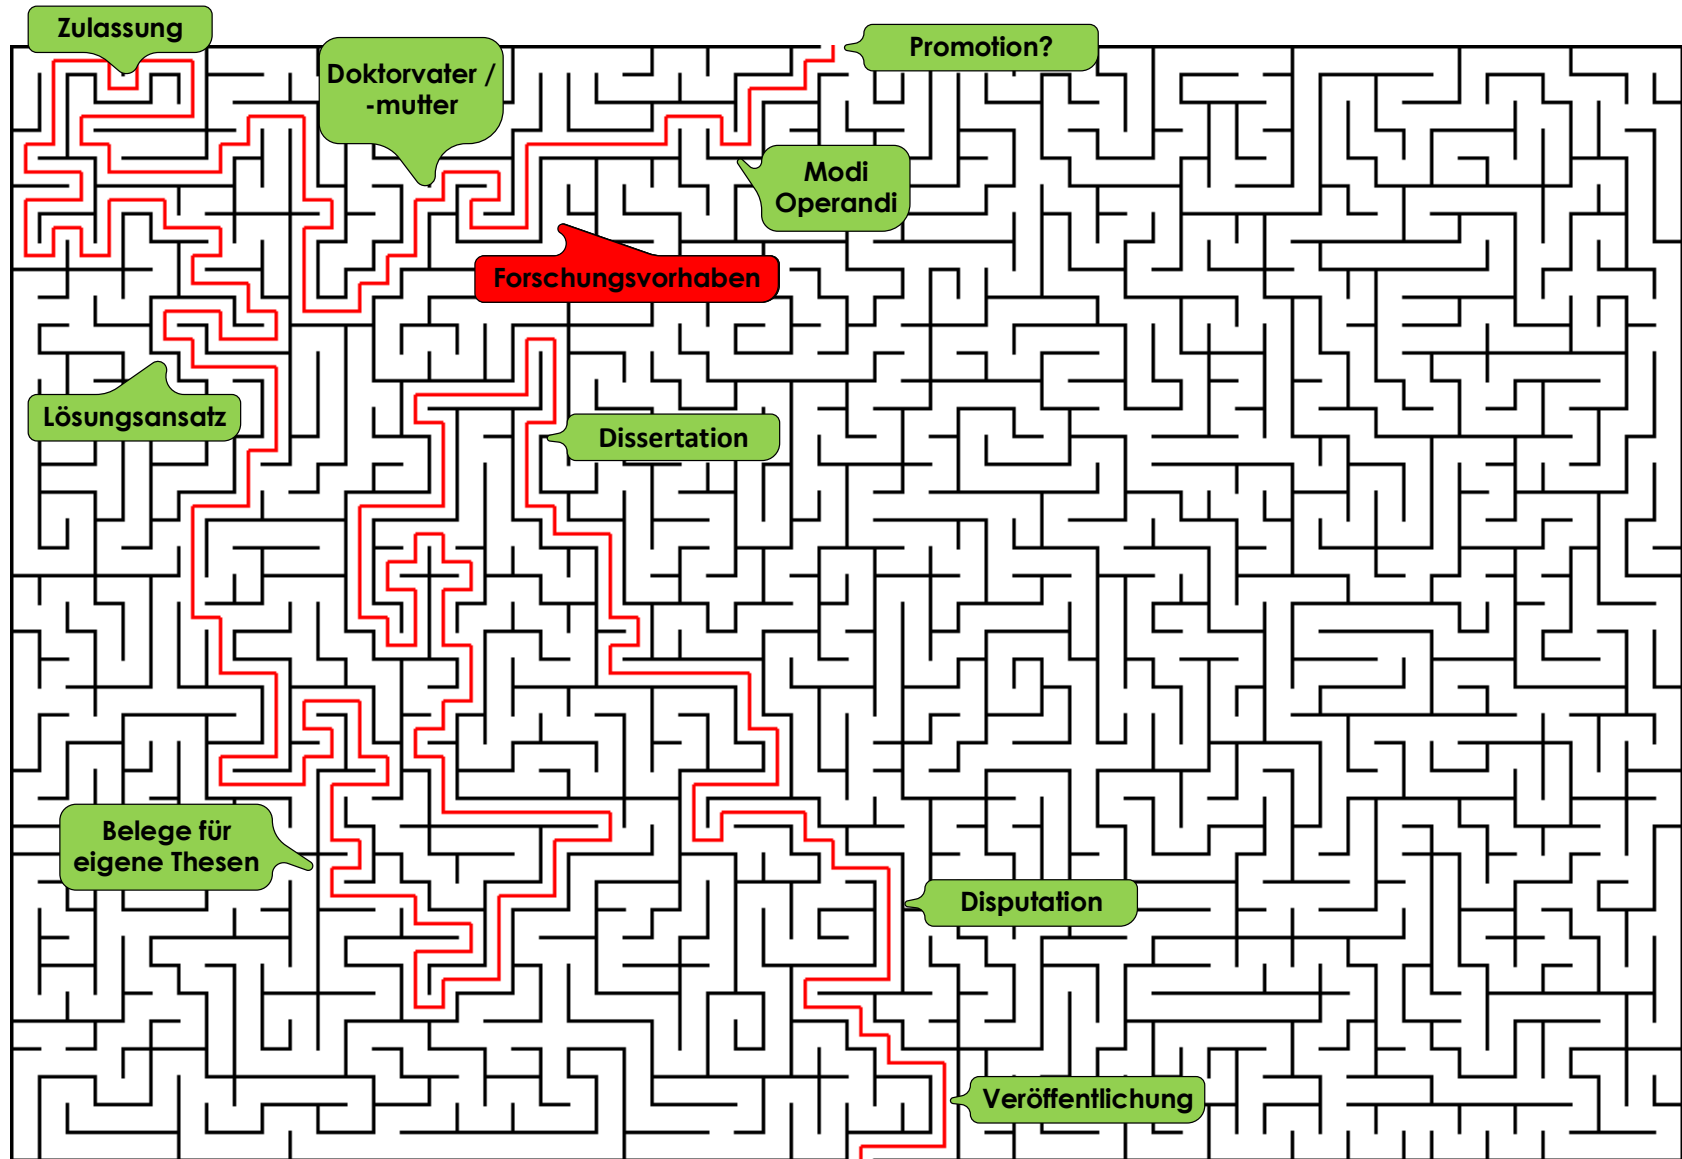 Zulassung
Promotion?
Doktorvater /
-mutter
Modi
Operandi
Forschungsvorhaben
Lösungsansatz
Dissertation
Belege für
eigene Thesen
Disputation
Veröffentlichung